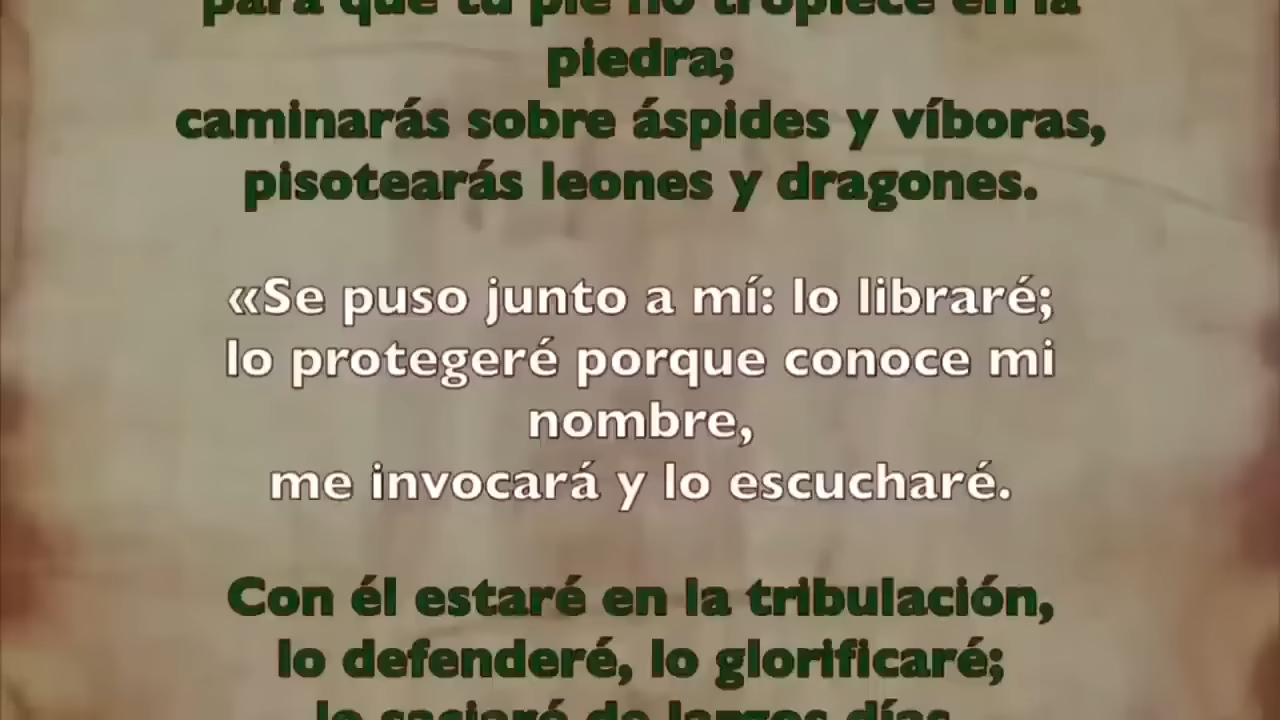 para que tu pie no tropiece en la
piedra;
caminarás sobre áspides y víboras,
pisotearás leones y dragones.
«Se puso junto a mí: lo libraré;
lo protegeré porque conoce mi
nombre,
me invocará y lo escucharé.
Con él estaré en la tribulación,
lo defenderé, lo glorificaré;
lo saciaré de largos días